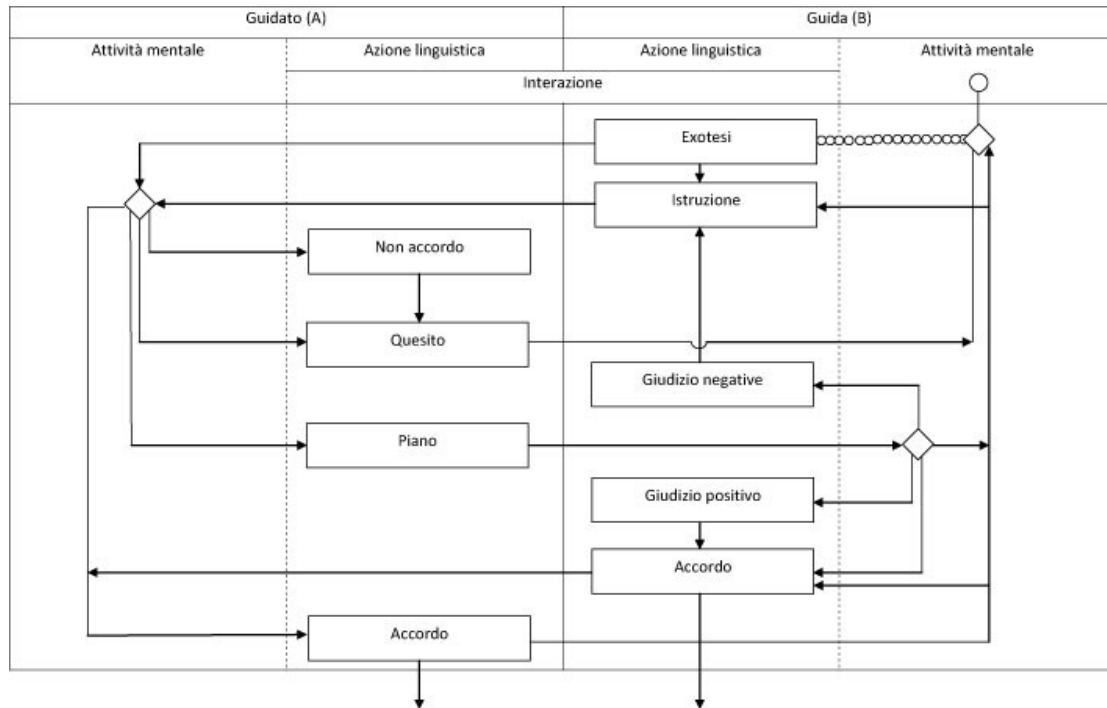 Guidato (A)
Guida (B)
Attività mentale
Azione linguistica
Azione linguistica
Attività mentale
Interazione
Exotesi
Istruzione
Non accordo
Quesito
Giudizio negative
Piano
Giudizio positivo
Accordo
Accordo